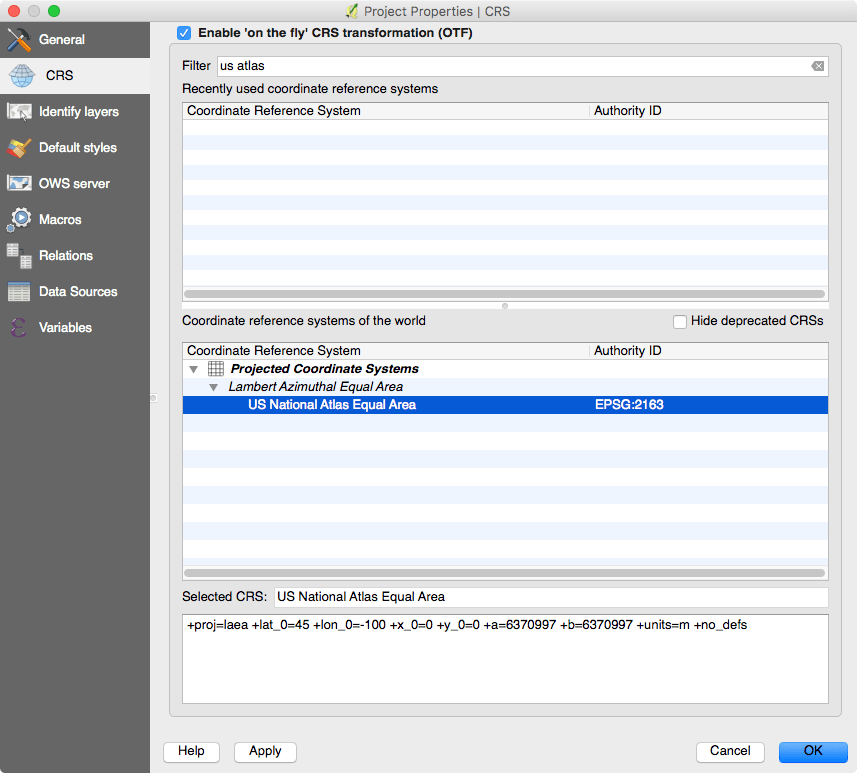 Project Properties | CRS
General
CRS
Identify layers
Default styles
OWS server
Macros
Relations
Data Sources
Variables
Enable 'on the fly' CRS transformation (OTF)
Filter us atlas
Recently used coordinate reference systems
Coordinate Reference System Authority ID
Coordinate reference systems of the world Hide deprecated CRSs
Coordinate Reference System Authority ID
Projected Coordinate Systems
Lambert Azimuthal Equal Area
US National Atlas Equal Area EPSG:2163
Selected CRS: US National Atlas Equal Area
+proj=laea +lat_0=45 +lon_0=-100 +x_0=0 +y_0=0 +a=6370997 +b=6370997 +units=m +no_defs
Help Apply Cancel OK